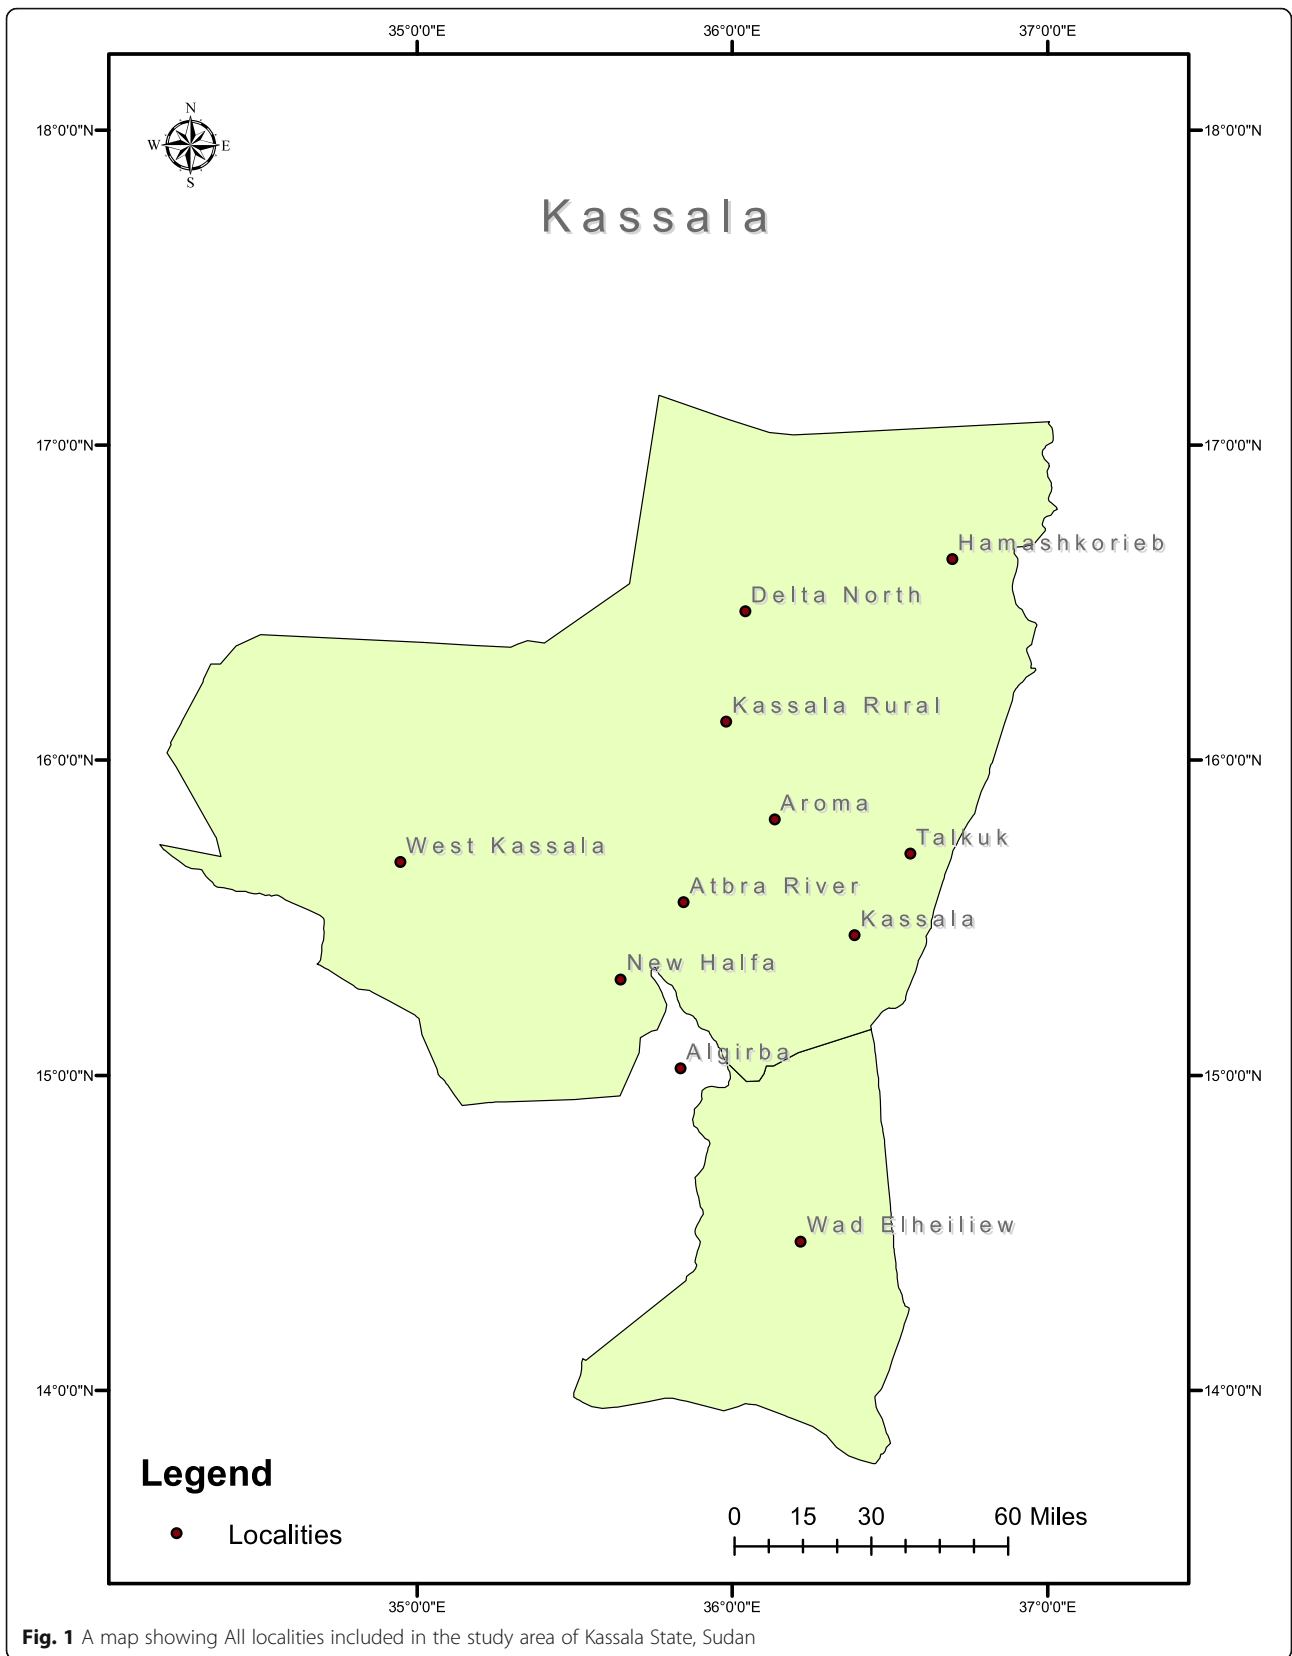 35°0'0"E 36°0'0"E 37°0'0"E
N
18°0'0"N 18°0'0"N
W E
S
Kassala
17°0'0"N 17°0'0"N
Hamashkorieb
Delta North
Kassala Rural
16°0'0"N 16°0'0"N
Aroma
Talkuk
West Kassala
Atbra River
Kassala
New Halfa
Algirba
15°0'0"N 15°0'0"N
Wad Elheiliew
14°0'0"N 14°0'0"N
Legend
Localities
0 15 30 60 Miles
35°0'0"E 36°0'0"E 37°0'0"E
Fig. 1 A map showing All localities included in the study area of Kassala State, Sudan